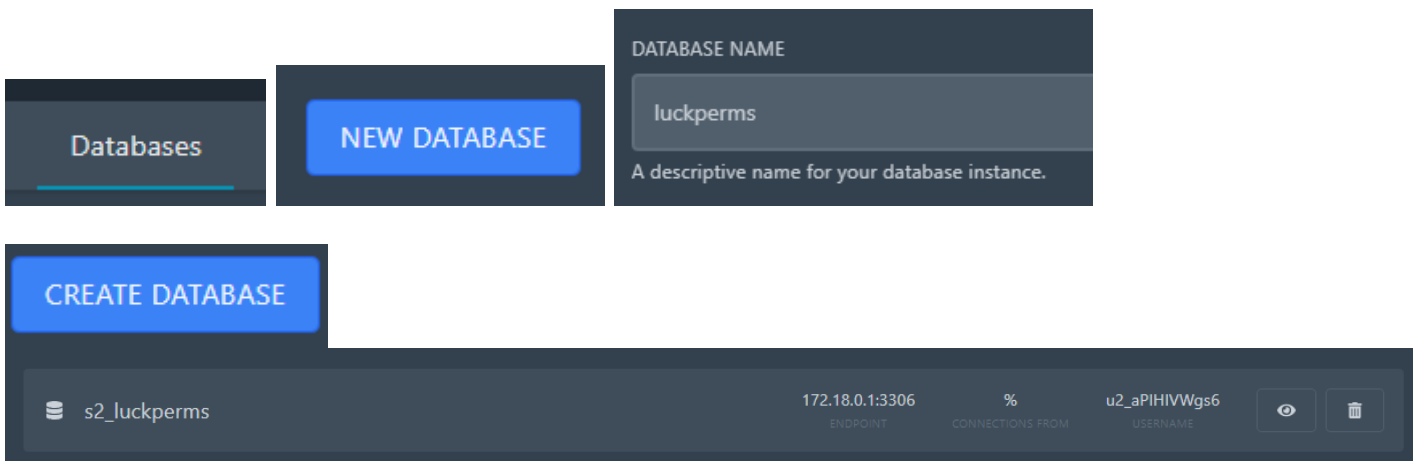 Databases
NEW DATABASE
DATABASE NAME
luckperms
A descriptive name for your database instance.
CREATE DATABASE
s2_luckperms
172.18.0.1:3306
ENDPOINT
%
CONNECTIONS FROM
u2_aPIHIVWgs6
USERNAME